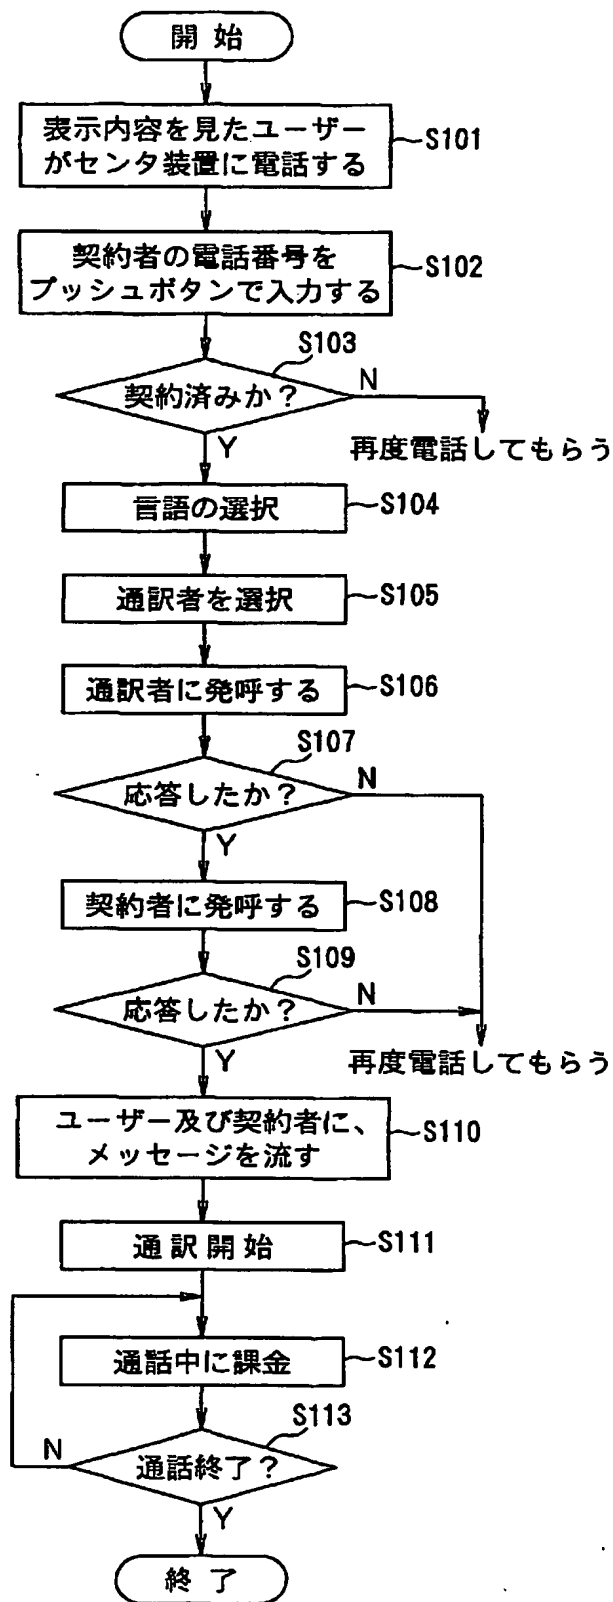 開 始
表示内容を見たユーザー
がセンタ装置に電話する
S101
契約者の電話番号を
プッシュボタンで入力する
S102
S103
契約済みか？
N
Y
再度電話してもらう
言語の選択
S104
通訳者を選択
S105
通訳者に発呼する
S106
S107
応答したか？
N
Y
契約者に発呼する
S108
S109
応答したか？
N
Y
再度電話してもらう
ユーザー及び契約者に、
メッセージを流す
S110
通 訳 開 始
S111
通話中に課金
S112
S113
N
通話終了？
Y
終 了